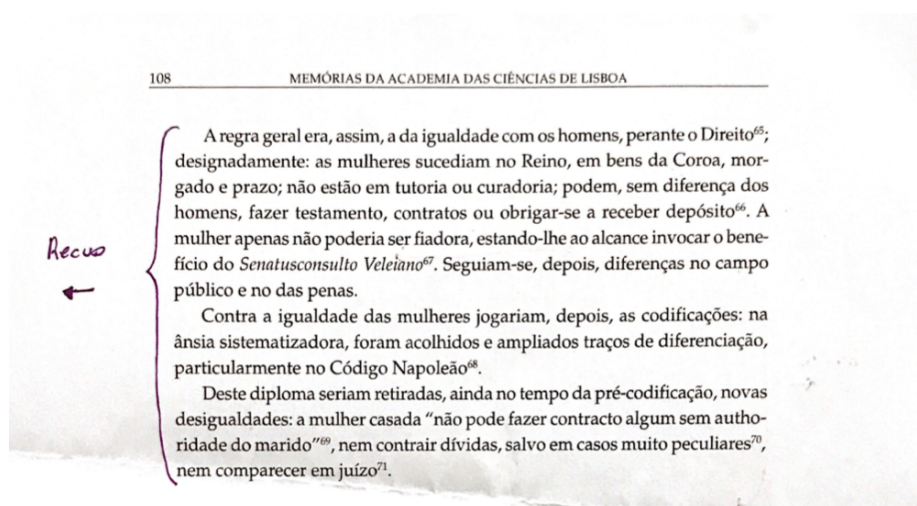 108 MEMÓRIAS DA ACADEMIA DAS CIÊNCIAS DE LISBOA
A regra geral era, assim, a da igualdade com os homens, perante o Direito⁶⁵;
designadamente: as mulheres sucediam no Reino, em bens da Coroa, mor-
gado e prazo; não estão em tutoria ou curadoria; podem, sem diferença dos
homens, fazer testamento, contratos ou obrigar-se a receber depósito⁶⁶. A
mulher apenas não poderia ser fiadora, estando-lhe ao alcance invocar o bene-
fício do Senatusconsulto Veleiano⁶⁷. Seguiam-se, depois, diferenças no campo
público e no das penas.
Contra a igualdade das mulheres jogariam, depois, as codificações: na
ânsia sistematizadora, foram acolhidos e ampliados traços de diferenciação,
particularmente no Código Napoleão⁶⁸.
Deste diploma seriam retiradas, ainda no tempo da pré-codificação, novas
desigualdades: a mulher casada “não pode fazer contracto algum sem autho-
ridade do marido”⁶⁹, nem contrair dívidas, salvo em casos muito peculiares⁷⁰,
nem comparecer em juízo⁷¹.
Recuo
←